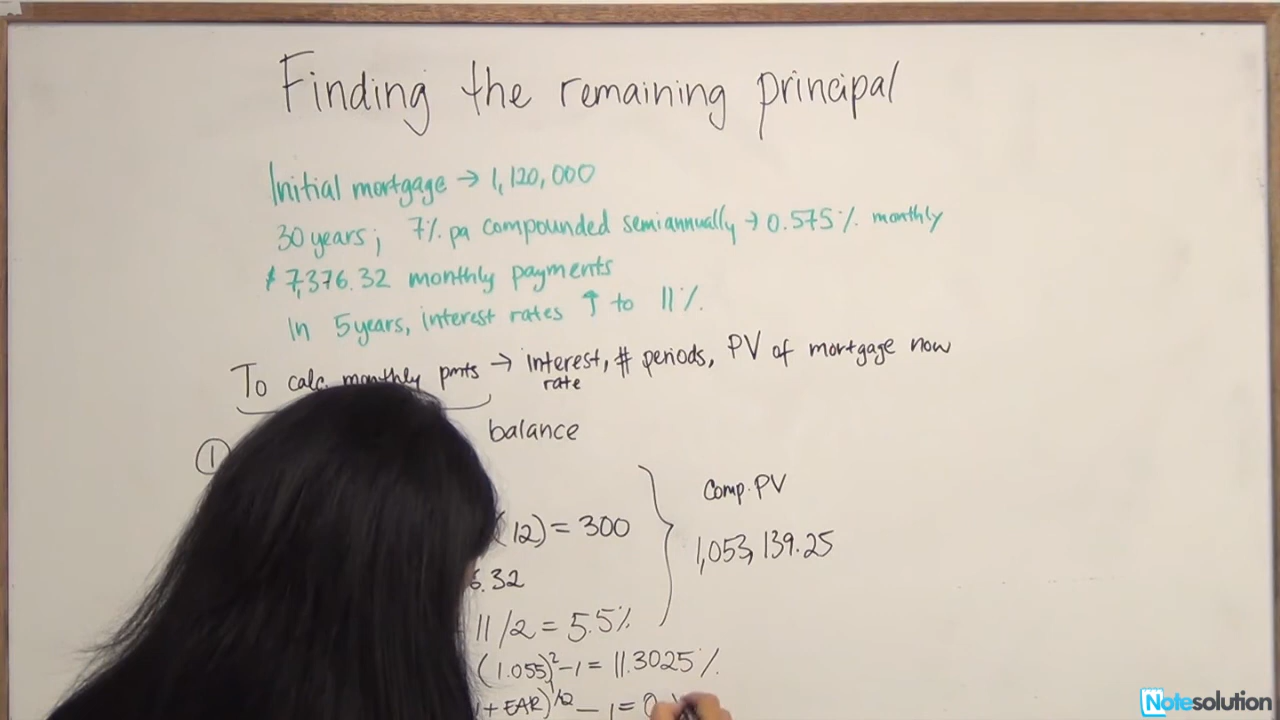 Finding the remaining principal
Initial mortgage → 1,120,000
30 years; 7% pa compounded semiannually → 0.575% monthly
$7,376.32 monthly payments
In 5 years, interest rates ↑ to 11%.
To calc. monthly pmts → interest, # periods, PV of mortgage now
rate
① balance
Comp. PV
(12) = 300
1,053,139.25
6.32
11/2 = 5.5%
(1.055)²-1 = 11.3025%
+ EAR)^1/12 - 1 = 0.
Notesolution